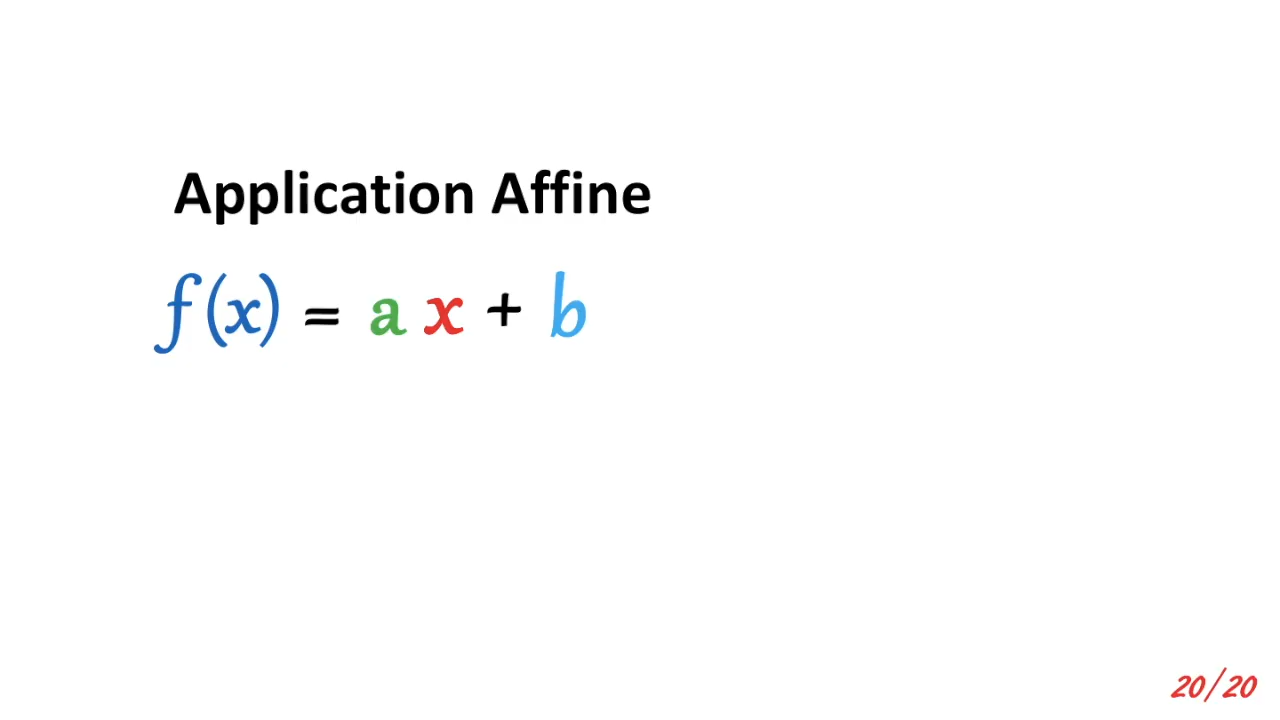 Application Affine
f(x) = a x + b
20/20